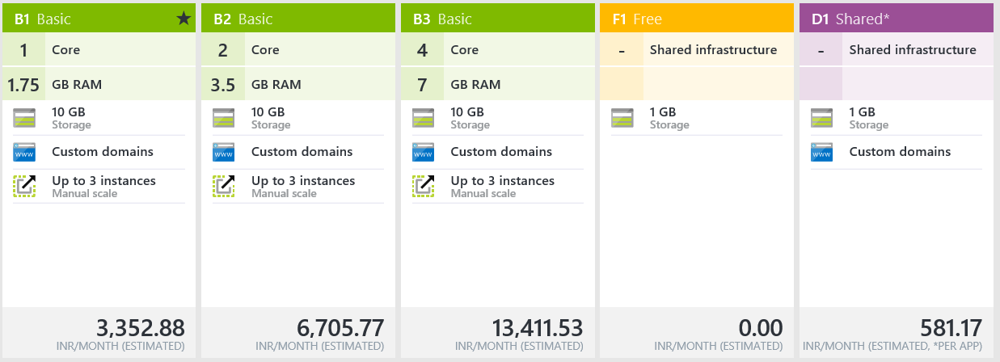 B1 Basic
1 Core
1.75 GB RAM
10 GB
Storage
www
Custom domains
Up to 3 instances
Manual scale
3,352.88
INR/MONTH (ESTIMATED)
B2 Basic
2 Core
3.5 GB RAM
10 GB
Storage
www
Custom domains
Up to 3 instances
Manual scale
6,705.77
INR/MONTH (ESTIMATED)
B3 Basic
4 Core
7 GB RAM
10 GB
Storage
www
Custom domains
Up to 3 instances
Manual scale
13,411.53
INR/MONTH (ESTIMATED)
F1 Free
- Shared infrastructure
1 GB
Storage
0.00
INR/MONTH (ESTIMATED)
D1 Shared*
- Shared infrastructure
1 GB
Storage
www
Custom domains
581.17
INR/MONTH (ESTIMATED, *PER APP)